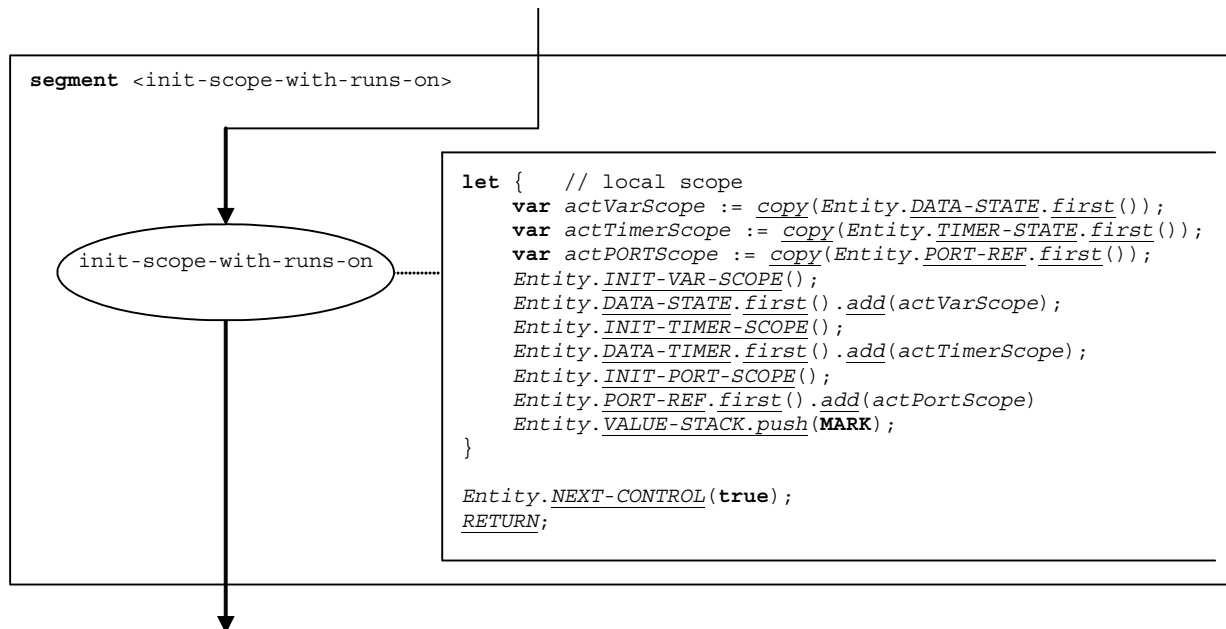 segment <init-scope-with-runs-on>
init-scope-with-runs-on
let { // local scope
var actVarScope := copy(Entity.DATA-STATE.first());
var actTimerScope := copy(Entity.TIMER-STATE.first());
var actPORTScope := copy(Entity.PORT-REF.first());
Entity.INIT-VAR-SCOPE();
Entity.DATA-STATE.first().add(actVarScope);
Entity.INIT-TIMER-SCOPE();
Entity.DATA-TIMER.first().add(actTimerScope);
Entity.INIT-PORT-SCOPE();
Entity.PORT-REF.first().add(actPortScope)
Entity.VALUE-STACK.push(MARK);
}
Entity.NEXT-CONTROL(true);
RETURN;